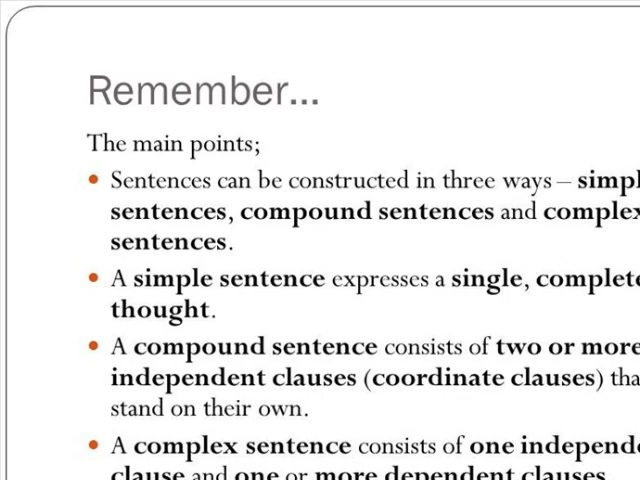 Remember...
The main points;
Sentences can be constructed in three ways – simpl
sentences, compound sentences and complex
sentences.
A simple sentence expresses a single, complete
thought.
A compound sentence consists of two or more
independent clauses (coordinate clauses) tha
stand on their own.
A complex sentence consists of one independ
clause and one or more dependent clauses